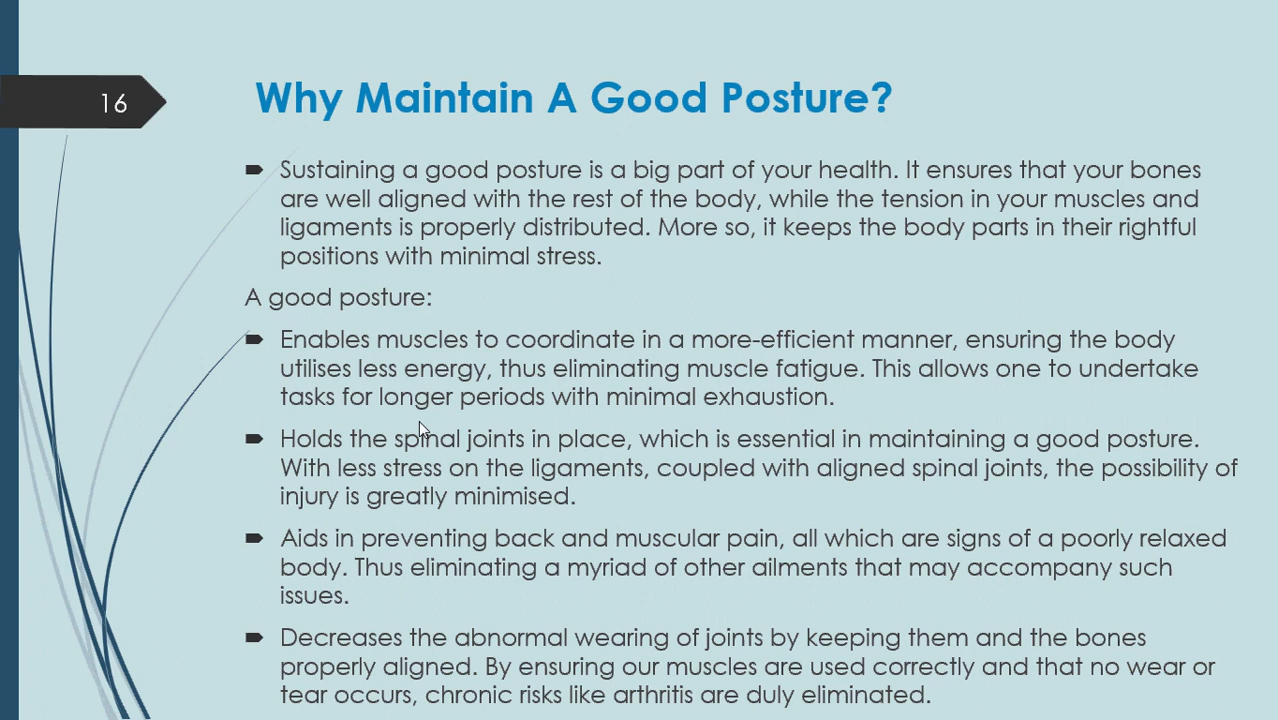 16
Why Maintain A Good Posture?
Sustaining a good posture is a big part of your health. It ensures that your bones
are well aligned with the rest of the body, while the tension in your muscles and
ligaments is properly distributed. More so, it keeps the body parts in their rightful
positions with minimal stress.
A good posture:
Enables muscles to coordinate in a more-efficient manner, ensuring the body
utilises less energy, thus eliminating muscle fatigue. This allows one to undertake
tasks for longer periods with minimal exhaustion.
Holds the spinal joints in place, which is essential in maintaining a good posture.
With less stress on the ligaments, coupled with aligned spinal joints, the possibility of
injury is greatly minimised.
Aids in preventing back and muscular pain, all which are signs of a poorly relaxed
body. Thus eliminating a myriad of other ailments that may accompany such
issues.
Decreases the abnormal wearing of joints by keeping them and the bones
properly aligned. By ensuring our muscles are used correctly and that no wear or
tear occurs, chronic risks like arthritis are duly eliminated.